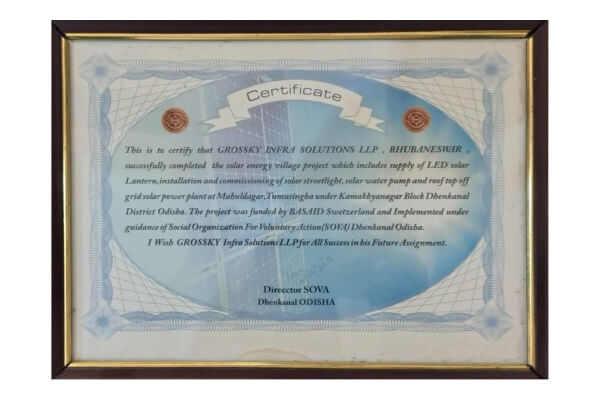 Certificate
This is to certify that GROSSKY INFRA SOLUTIONS LLP , BHUBANESWIR ,
successfully completed the solar energy village project which includes supply of LED solar
Lantern,installation and commissioning of solar streetlight, solar water pump and roof top off
grid solar power plant at Mahuldagar,Tumusingha under Kamakhyanagar Block Dhenkanal
District Odisha. The project was funded by BASAID Swetzerland and Implemented under
guidance of Social Organization For Voluntary Action(SOVA) Dhenkanal Odisha.
I Wish GROSSKY Infra Solutions LLP for All Success in his Future Assignment.
Direcctor SOVA
Dhenkanal ODISHA